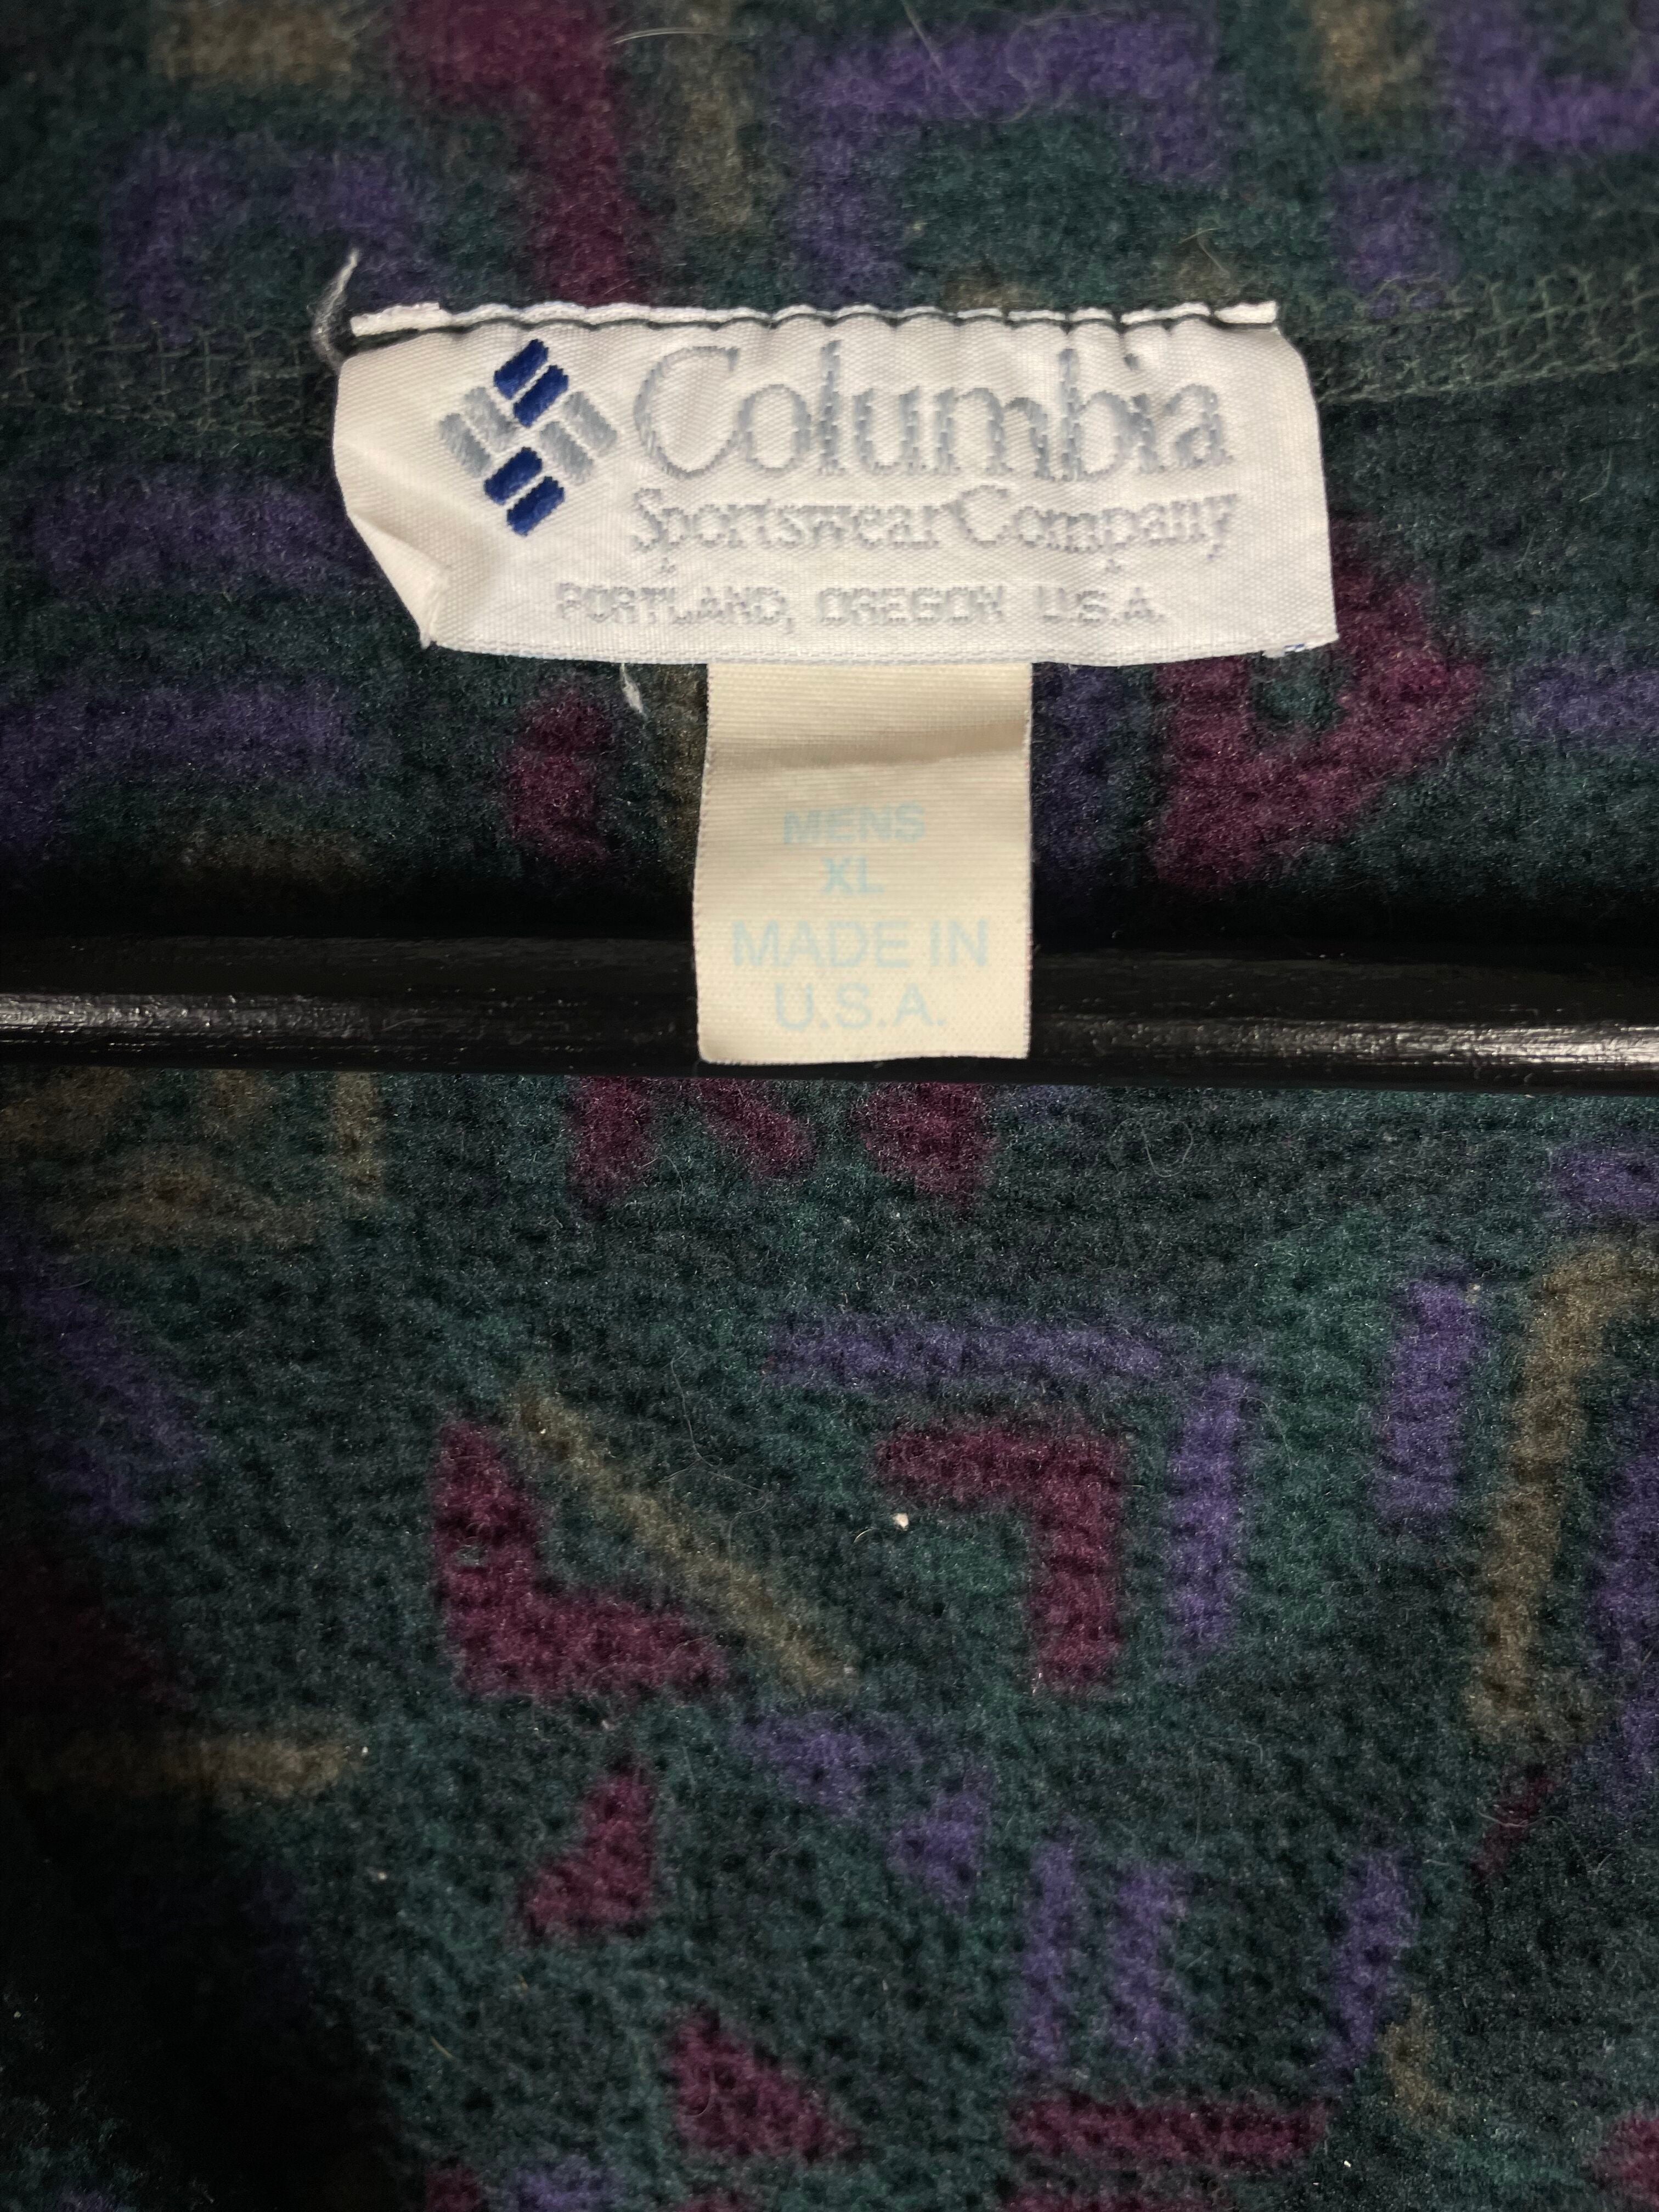 Columbia
Sportswear Company
PORTLAND, OREGON U.S.A.
MENS
XL
MADE IN
U.S.A.